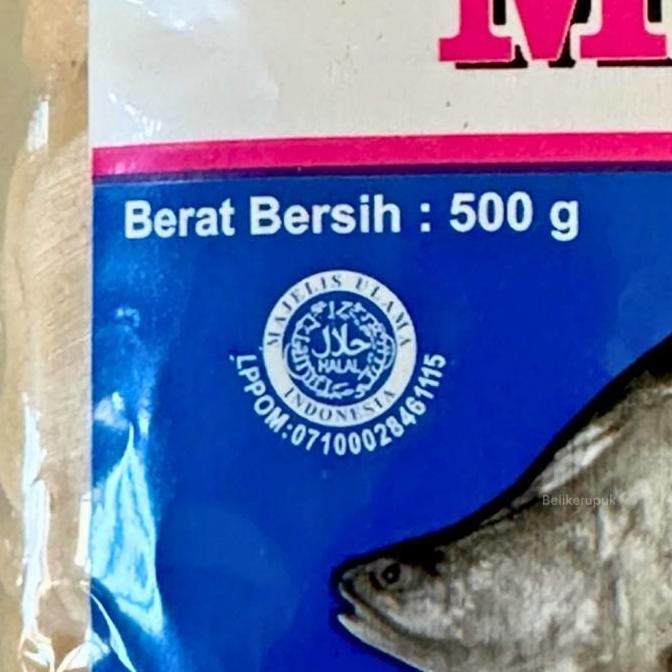 M
Berat Bersih : 500 g
MAJELIS ULAMA
حلال
HALAL
INDONESIA
LPPOM:07100028461115
Belikerupuk